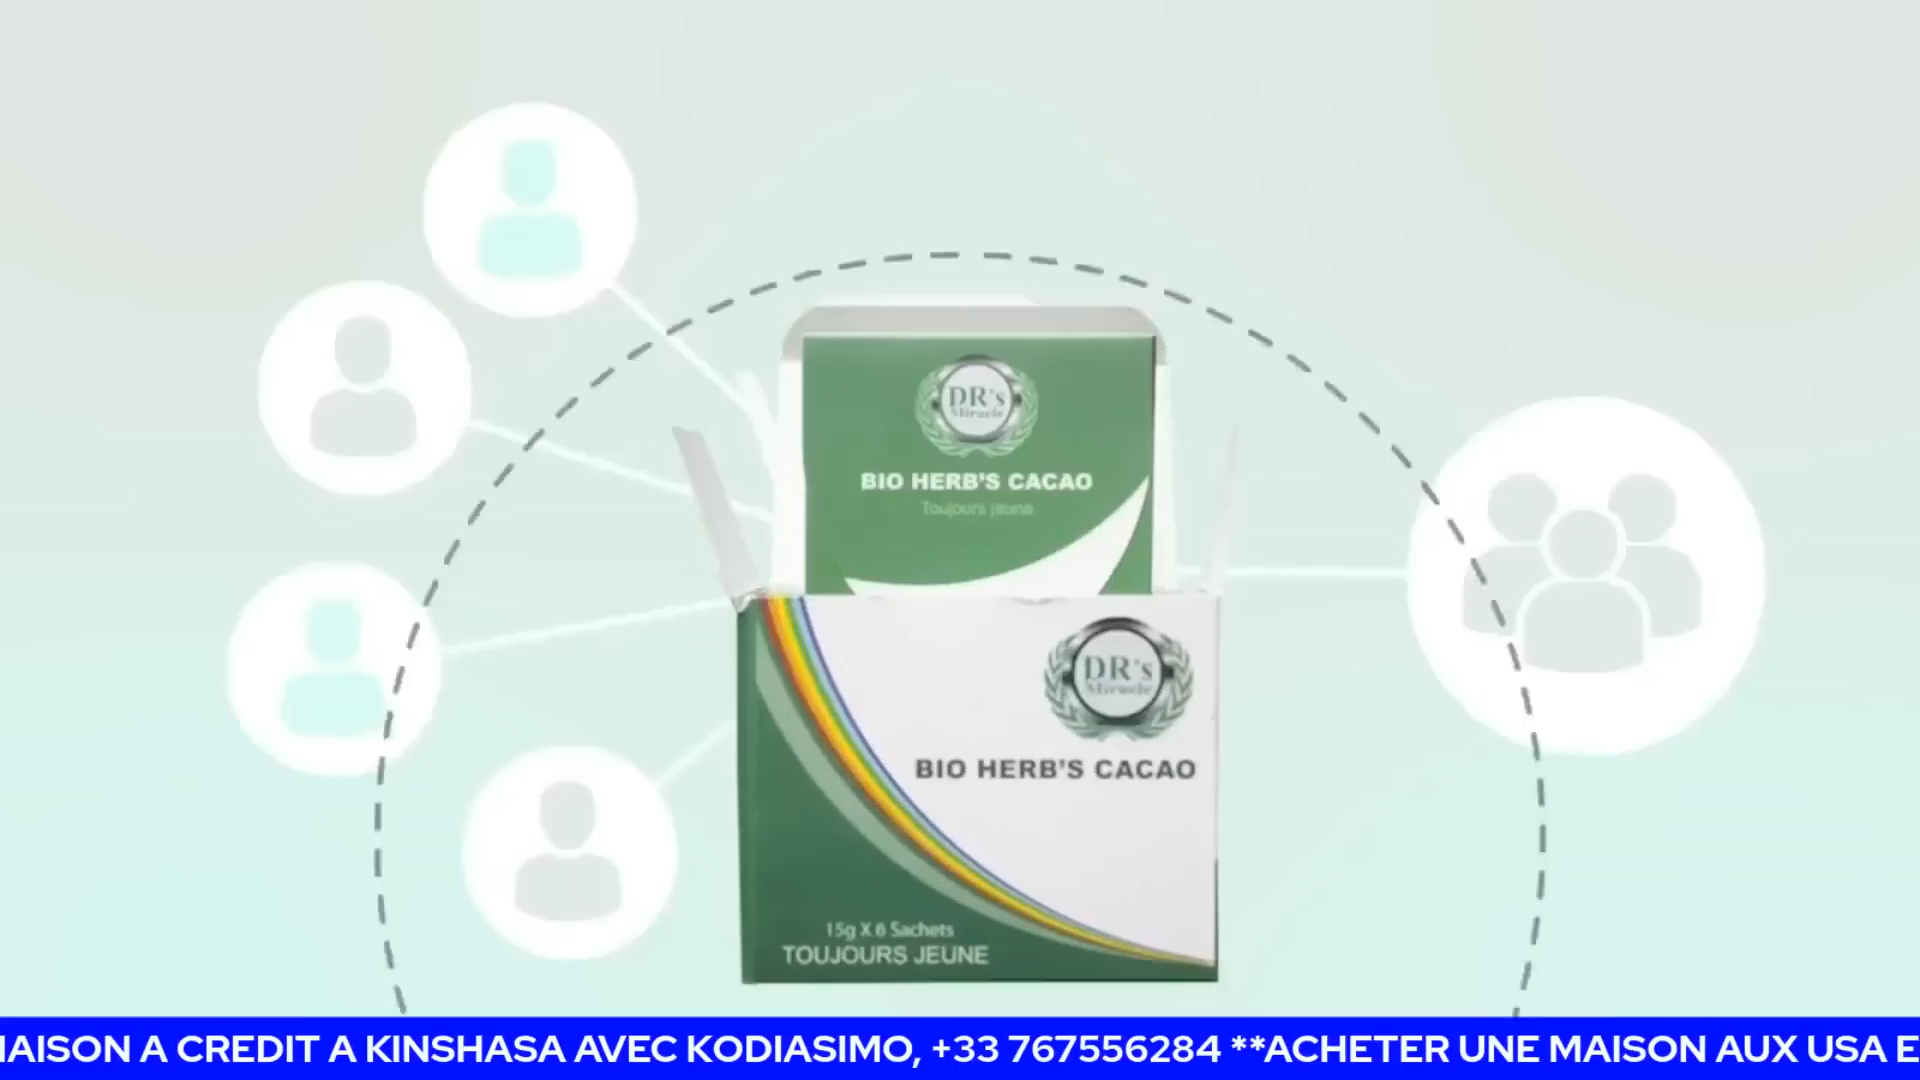 DR's
Miracle
BIO HERB'S CACAO
Toujours jeune
DR's
Miracle
BIO HERB'S CACAO
15g X 6 Sachets
TOUJOURS JEUNE
MAISON A CREDIT A KINSHASA AVEC KODIASIMO, +33 767556284 **ACHETER UNE MAISON AUX USA E